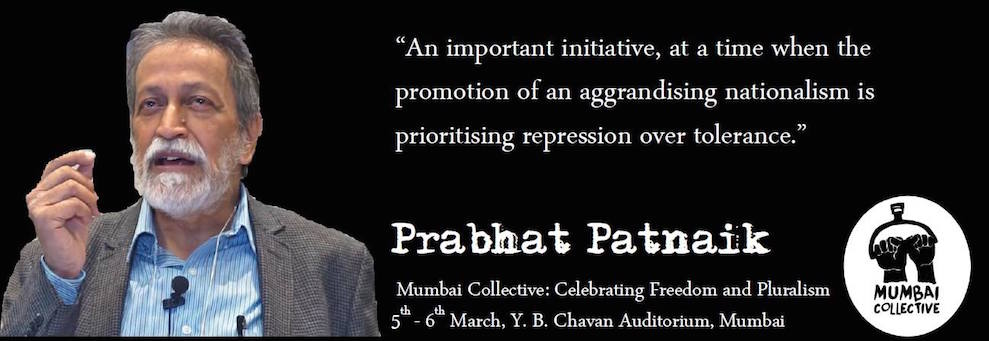 “An important initiative, at a time when the
promotion of an aggrandising nationalism is
prioritising repression over tolerance.”
Prabhat Patnaik
Mumbai Collective: Celebrating Freedom and Pluralism
5th - 6th March, Y. B. Chavan Auditorium, Mumbai
MUMBAI
COLLECTIVE